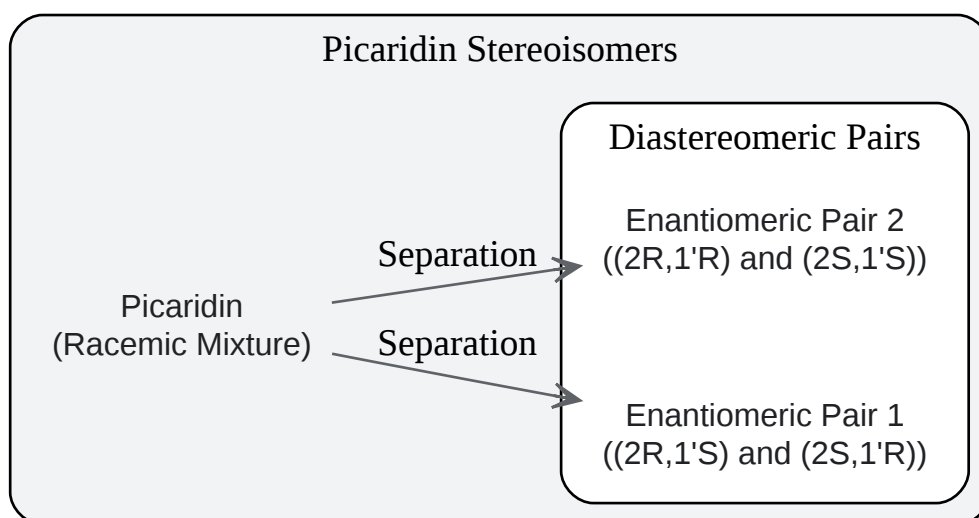 Picaridin Stereoisomers
Diastereomeric Pairs
Enantiomeric Pair 2
((2R,1'R) and (2S,1'S))
Separation
Picaridin
(Racemic Mixture)
Separation
Enantiomeric Pair 1
((2R,1'S) and (2S,1'R))